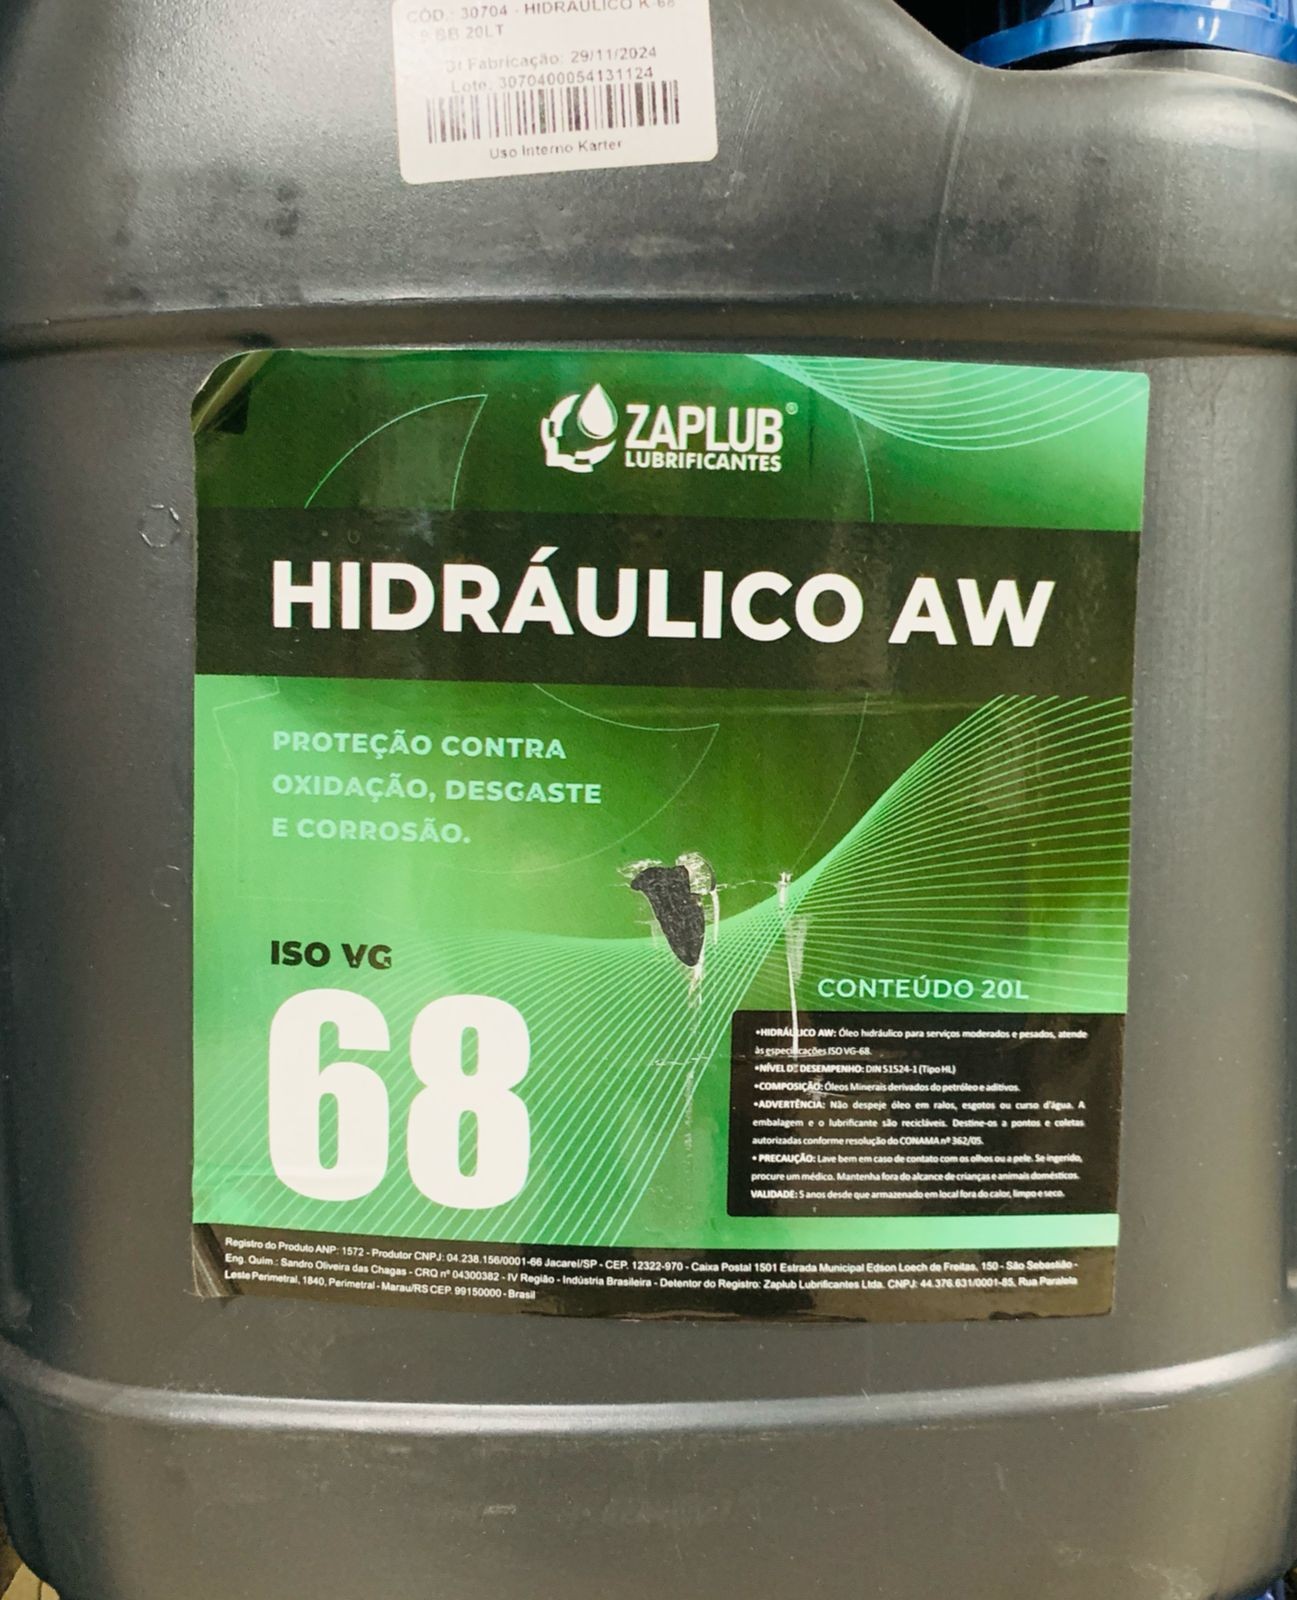 CÓD.: 30704 - HIDRAULICO K-68
BB 20LT
Dt Fabricação: 29/11/2024
Lote: 3070400054131124
Uso Interno Karter
ZAPLUB®
LUBRIFICANTES
HIDRÁULICO AW
PROTEÇÃO CONTRA
OXIDAÇÃO, DESGASTE
E CORROSÃO.
ISO VG
68
CONTEÚDO 20L
•HIDRÁULICO AW: Óleo hidráulico para serviços moderados e pesados, atende
às especificações ISO VG-68.
•NÍVEL DE DESEMPENHO: DIN 51524-1 (Tipo HL)
•COMPOSIÇÃO: Óleos Minerais derivados do petróleo e aditivos.
•ADVERTÊNCIA: Não despeje óleo em ralos, esgotos ou curso d'água. A
embalagem e o lubrificante são recicláveis. Destine-os a pontos e coletas
autorizadas conforme resolução do CONAMA nº 362/05.
• PRECAUÇÃO: Lave bem em caso de contato com os olhos ou a pele. Se ingerido,
procure um médico. Mantenha fora do alcance de crianças e animais domésticos.
VALIDADE: 5 anos desde que armazenado em local fora do calor, limpo e seco.
Registro do Produto ANP: 1572 - Produtor CNPJ: 04.238.156/0001-66 Jacareí/SP - CEP. 12322-970 - Caixa Postal 1501 Estrada Municipal Edson Loech de Freitas, 150 - São Sebastião -
Eng. Quím.: Sandro Oliveira das Chagas - CRQ nº 04300382 - IV Região - Indústria Brasileira - Detentor do Registro: Zaplub Lubrificantes Ltda. CNPJ: 44.376.631/0001-85, Rua Paralela
Leste Perimetral, 1840, Perimetral - Marau/RS CEP. 99150000 - Brasil